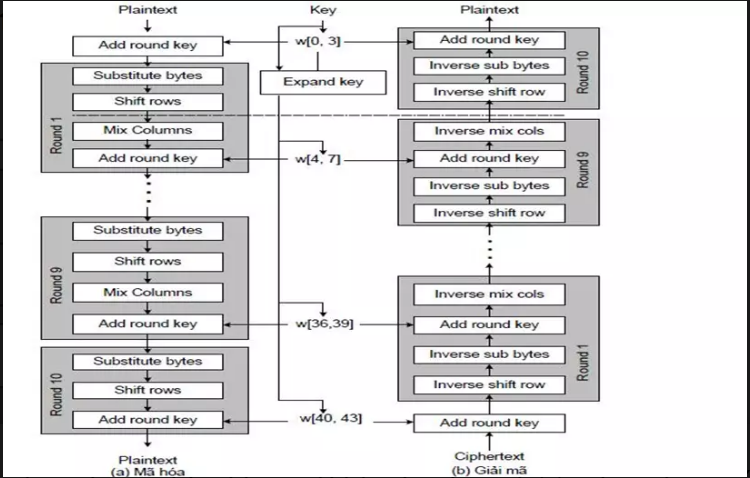 Plaintext
Add round key
Round 1
Substitute bytes
Shift rows
Mix Columns
Add round key
Round 9
Substitute bytes
Shift rows
Mix Columns
Add round key
Round 10
Substitute bytes
Shift rows
Add round key
Plaintext
(a) Mã hóa
Key
w[0, 3]
Expand key
w[4, 7]
w[36,39]
w[40, 43]
Plaintext
Add round key
Inverse sub bytes
Inverse shift row
Round 10
Inverse mix cols
Add round key
Inverse sub bytes
Inverse shift row
Round 9
Inverse mix cols
Add round key
Inverse sub bytes
Inverse shift row
Round 1
Add round key
Ciphertext
(b) Giải mã